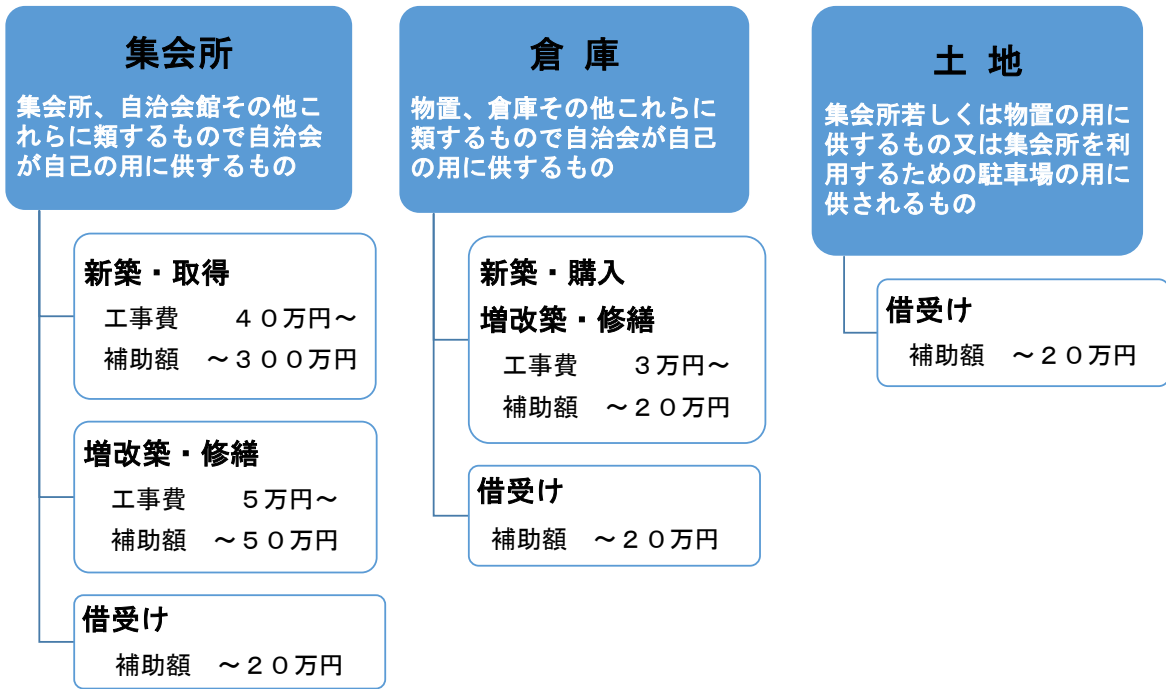 集会所
集会所、自治会館その他こ
れらに類するもので自治会
が自己の用に供するもの
新築・取得
工事費　　４０万円～
補助額　～３００万円
増改築・修繕
工事費　　５万円～
補助額　～５０万円
借受け
補助額　～２０万円
倉 庫
物置、倉庫その他これらに
類するもので自治会が自己
の用に供するもの
新築・購入
増改築・修繕
工事費　　３万円～
補助額　～２０万円
借受け
補助額　～２０万円
土 地
集会所若しくは物置の用に
供するもの又は集会所を利
用するための駐車場の用に
供されるもの
借受け
補助額　～２０万円